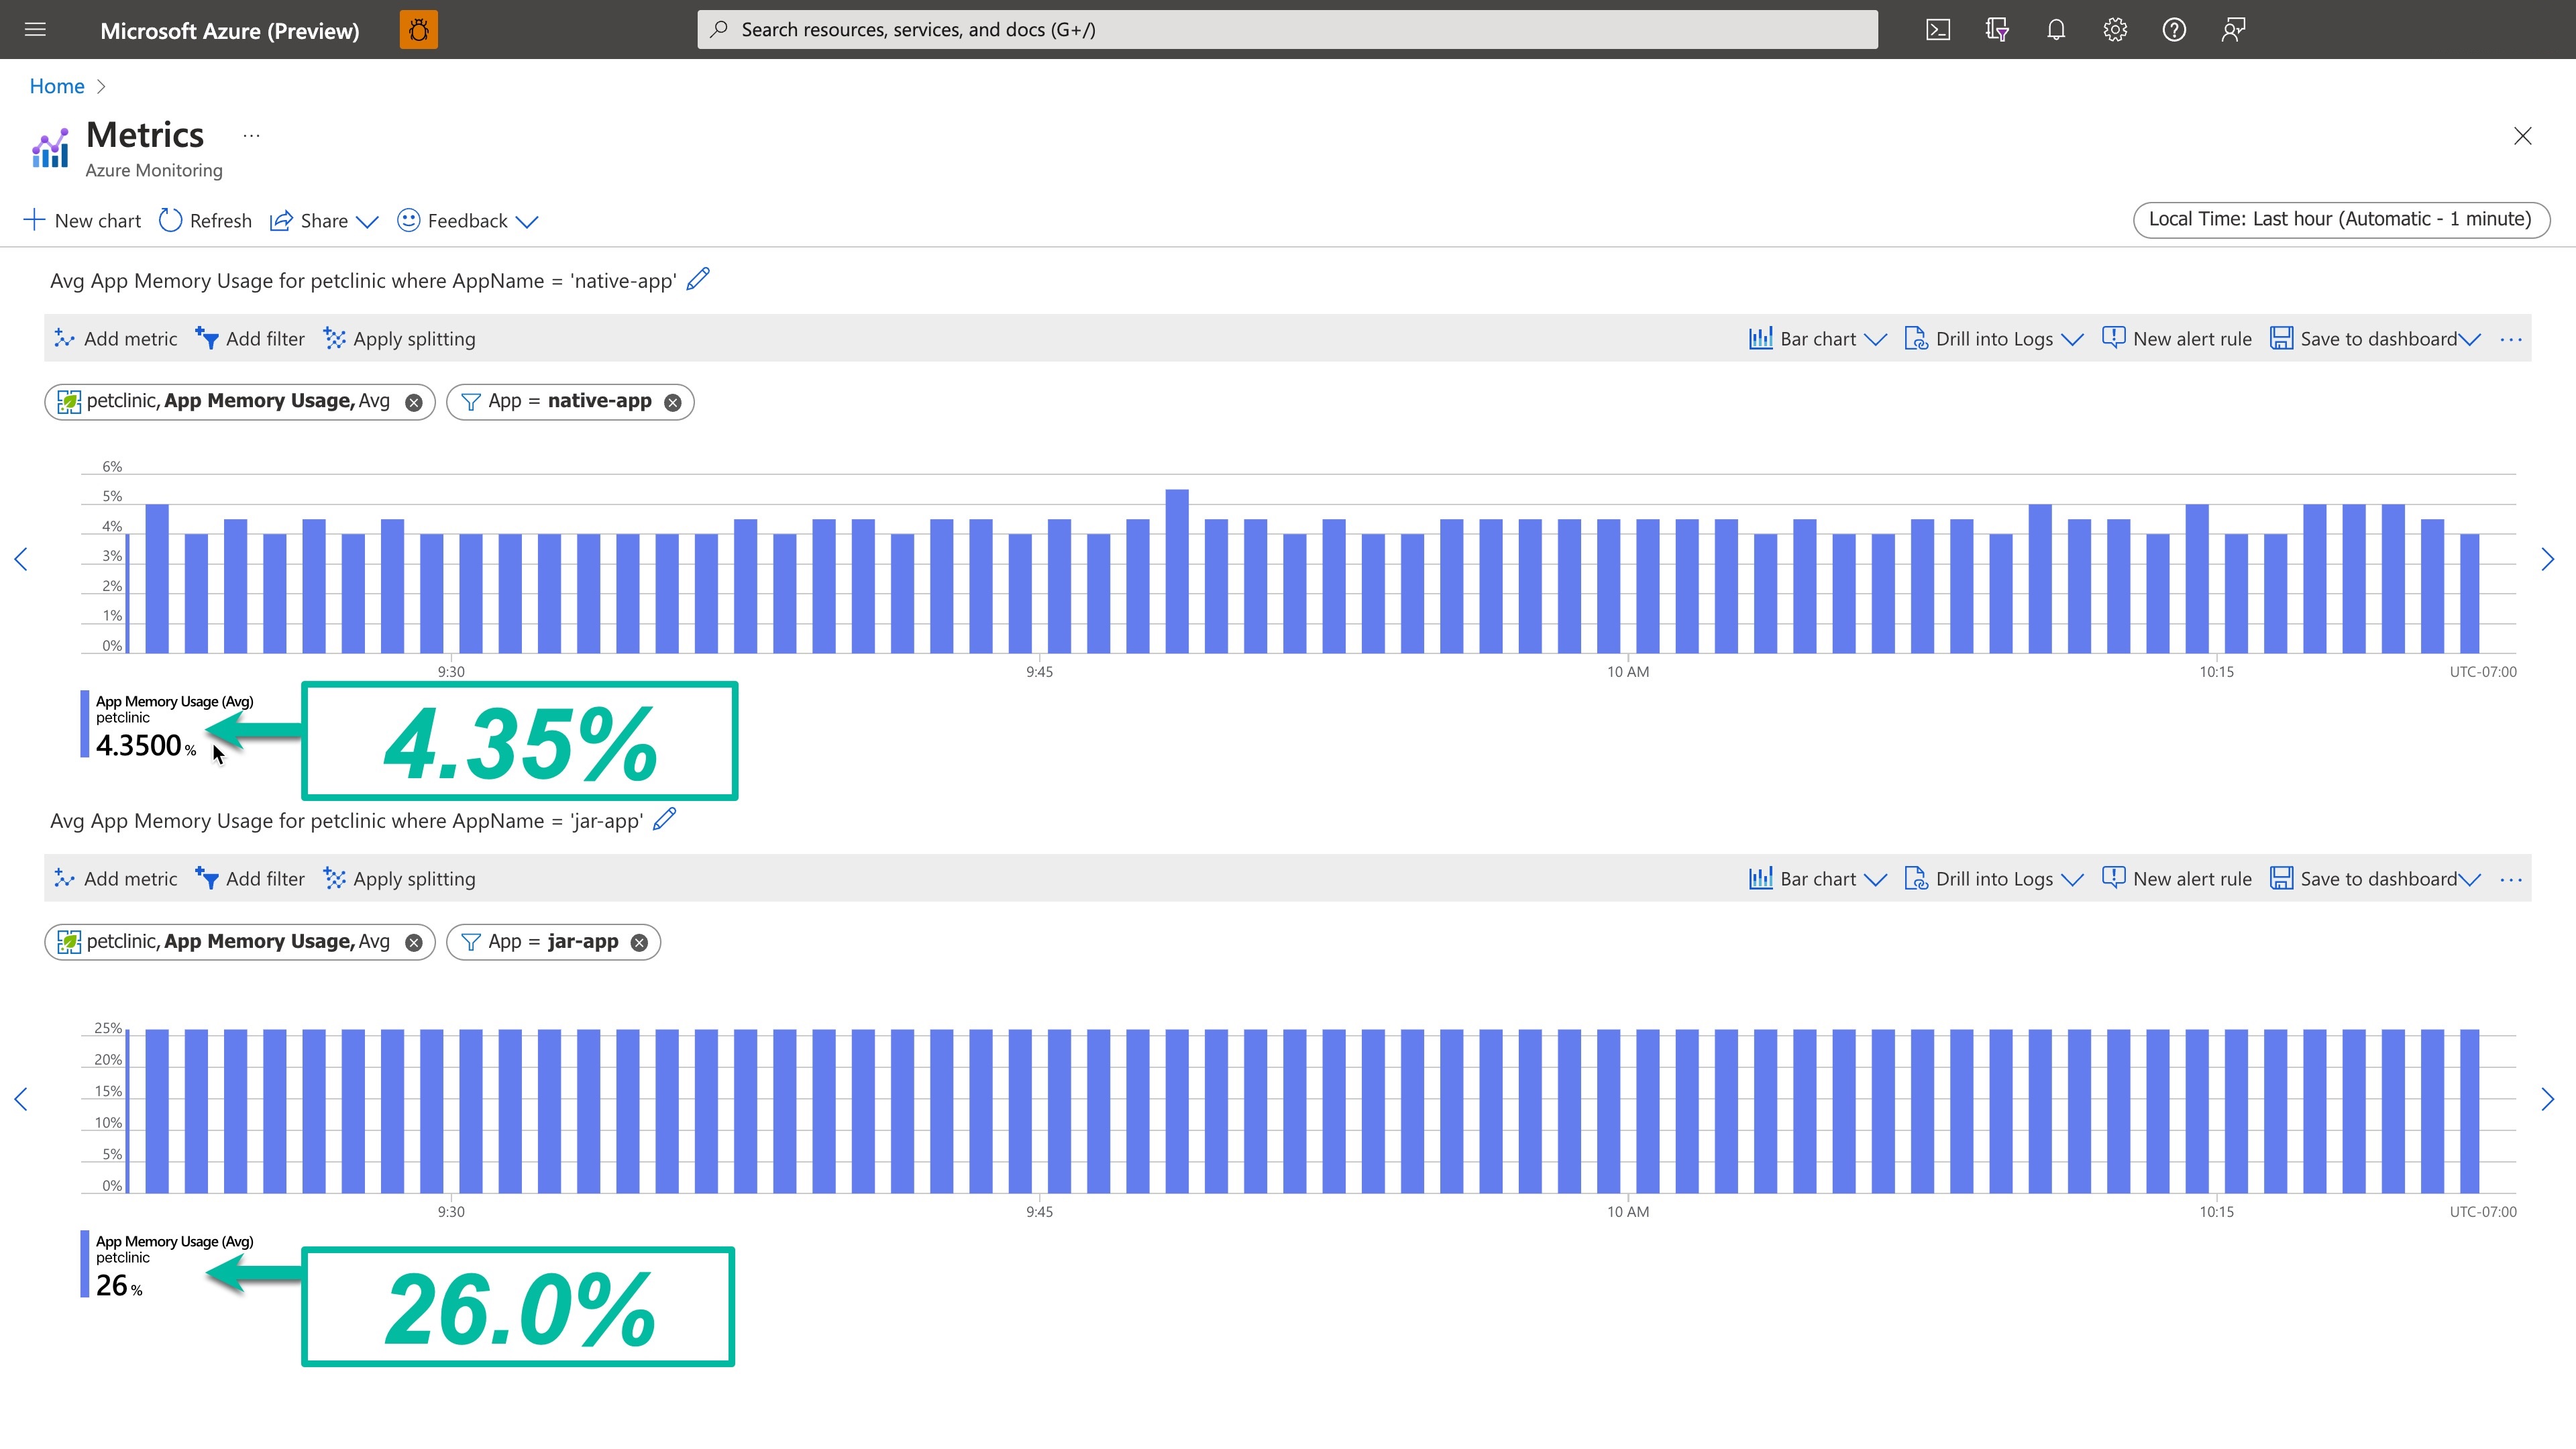 Microsoft Azure (Preview)
Search resources, services, and docs (G+/)
Home
Metrics
...
Azure Monitoring
New chart
Refresh
Share
Feedback
Local Time: Last hour (Automatic - 1 minute)
Avg App Memory Usage for petclinic where AppName = 'native-app'
Add metric
Add filter
Apply splitting
Bar chart
Drill into Logs
New alert rule
Save to dashboard
...
petclinic, App Memory Usage, Avg
App = native-app
6%
5%
4%
3%
2%
1%
0%
9:30
9:45
10 AM
10:15
UTC-07:00
App Memory Usage (Avg)
petclinic
4.3500 %
4.35%
Avg App Memory Usage for petclinic where AppName = 'jar-app'
Add metric
Add filter
Apply splitting
Bar chart
Drill into Logs
New alert rule
Save to dashboard
...
petclinic, App Memory Usage, Avg
App = jar-app
25%
20%
15%
10%
5%
0%
9:30
9:45
10 AM
10:15
UTC-07:00
App Memory Usage (Avg)
petclinic
26 %
26.0%